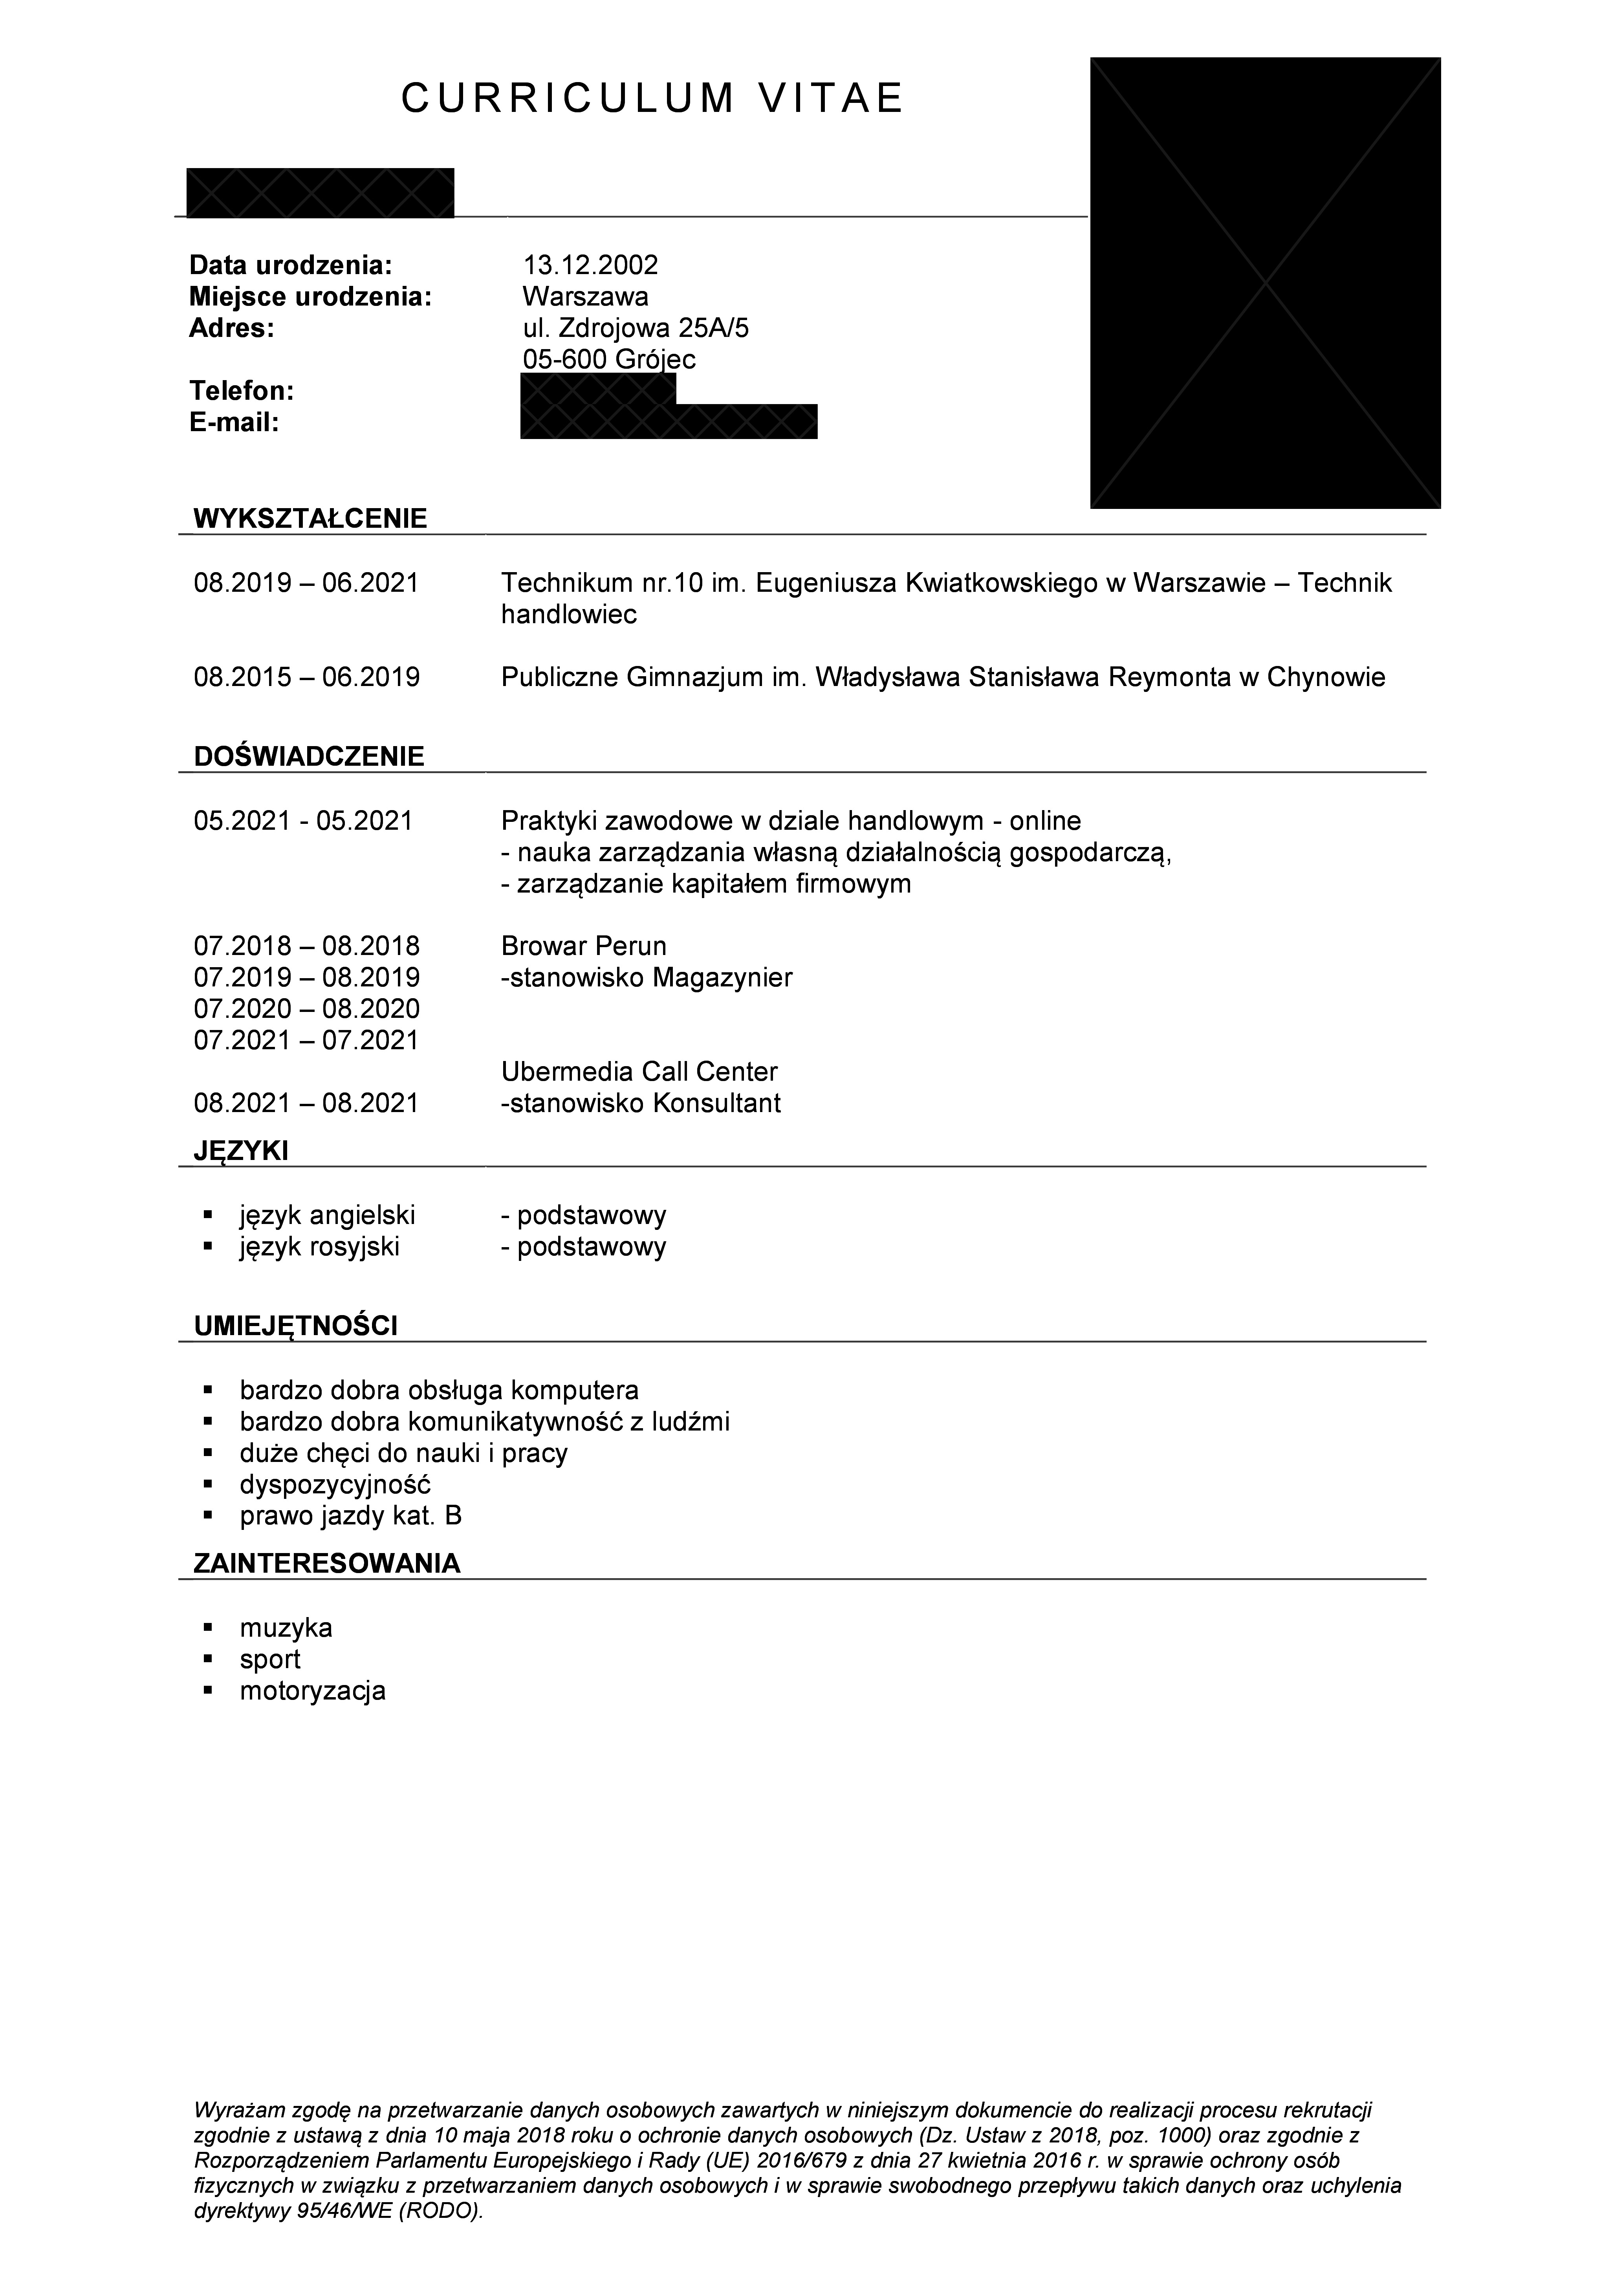 CURRICULUM VITAE
Data urodzenia: 13.12.2002
Miejsce urodzenia: Warszawa
Adres: ul. Zdrojowa 25A/5
05-600 Grójec
Telefon:
E-mail:
WYKSZTAŁCENIE
08.2019 – 06.2021 Technikum nr.10 im. Eugeniusza Kwiatkowskiego w Warszawie – Technik
handlowiec
08.2015 – 06.2019 Publiczne Gimnazjum im. Władysława Stanisława Reymonta w Chynowie
DOŚWIADCZENIE
05.2021 - 05.2021 Praktyki zawodowe w dziale handlowym - online
- nauka zarządzania własną działalnością gospodarczą,
- zarządzanie kapitałem firmowym
07.2018 – 08.2018 Browar Perun
07.2019 – 08.2019 -stanowisko Magazynier
07.2020 – 08.2020
07.2021 – 07.2021
Ubermedia Call Center
08.2021 – 08.2021 -stanowisko Konsultant
JĘZYKI
▪ język angielski - podstawowy
▪ język rosyjski - podstawowy
UMIEJĘTNOŚCI
▪ bardzo dobra obsługa komputera
▪ bardzo dobra komunikatywność z ludźmi
▪ duże chęci do nauki i pracy
▪ dyspozycyjność
▪ prawo jazdy kat. B
ZAINTERESOWANIA
▪ muzyka
▪ sport
▪ motoryzacja
Wyrażam zgodę na przetwarzanie danych osobowych zawartych w niniejszym dokumencie do realizacji procesu rekrutacji
zgodnie z ustawą z dnia 10 maja 2018 roku o ochronie danych osobowych (Dz. Ustaw z 2018, poz. 1000) oraz zgodnie z
Rozporządzeniem Parlamentu Europejskiego i Rady (UE) 2016/679 z dnia 27 kwietnia 2016 r. w sprawie ochrony osób
fizycznych w związku z przetwarzaniem danych osobowych i w sprawie swobodnego przepływu takich danych oraz uchylenia
dyrektywy 95/46/WE (RODO).